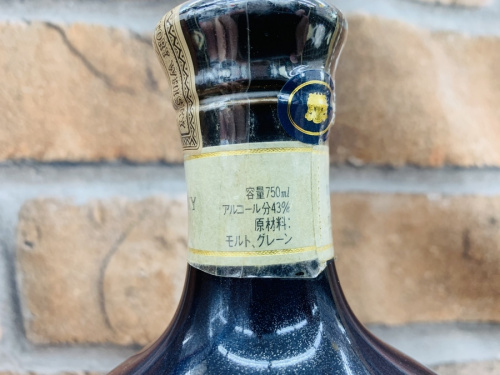 Y
容量750ml
アルコール分43%
原材料:
モルト、グレーン